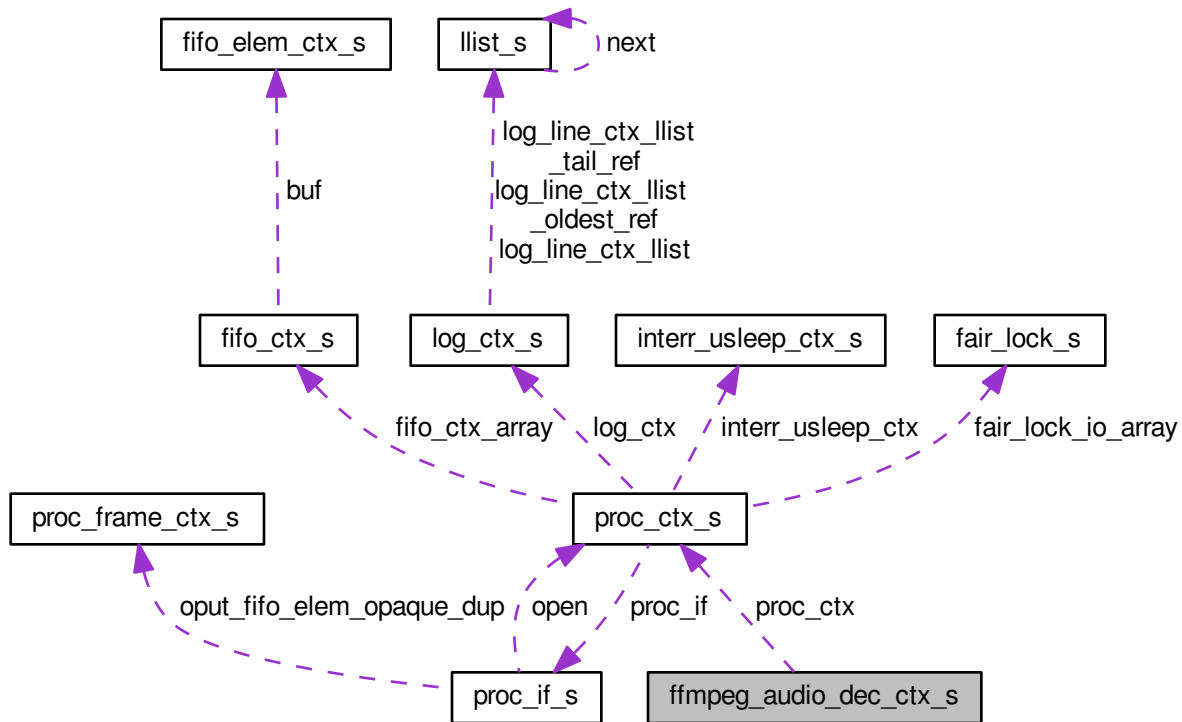 fifo_elem_ctx_s
llist_s
next
log_line_ctx_llist
_tail_ref
buf
log_line_ctx_llist
_oldest_ref
log_line_ctx_llist
fifo_ctx_s
log_ctx_s
interr_usleep_ctx_s
fair_lock_s
fifo_ctx_array
log_ctx
interr_usleep_ctx
fair_lock_io_array
proc_frame_ctx_s
proc_ctx_s
oput_fifo_elem_opaque_dup
open
proc_if
proc_ctx
proc_if_s
ffmpeg_audio_dec_ctx_s